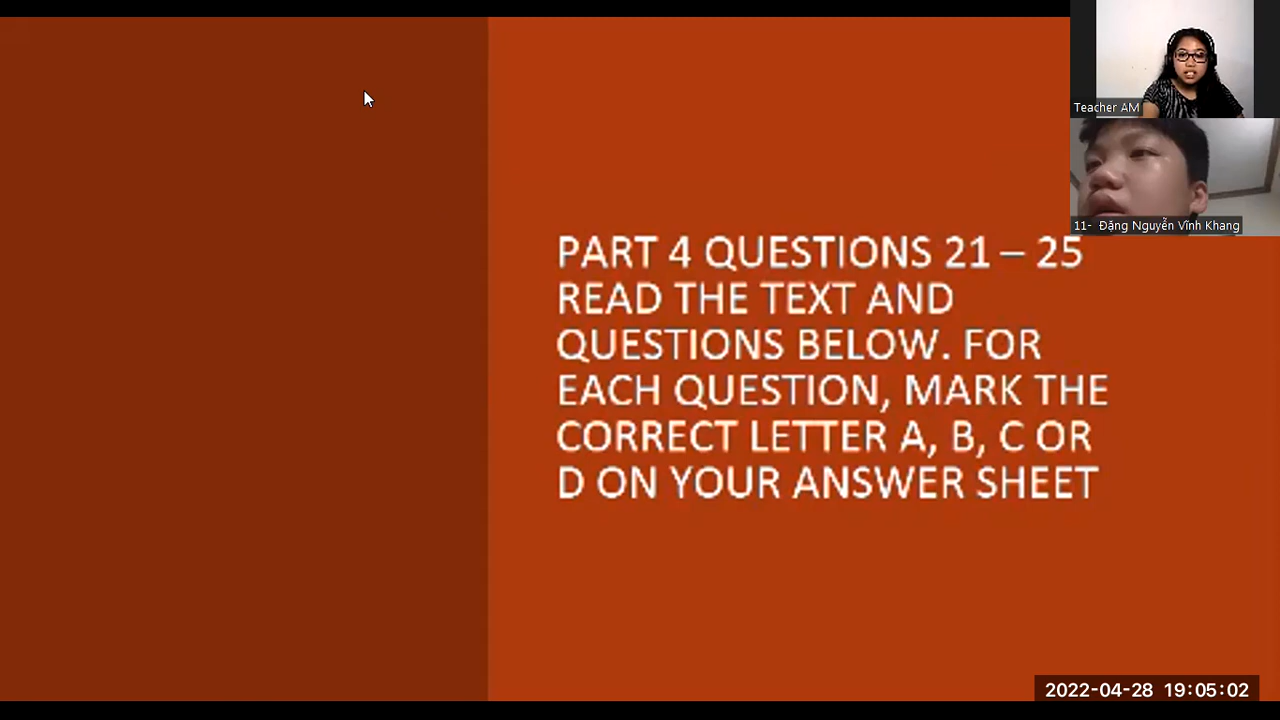 Teacher AM
11- Đặng Nguyễn Vĩnh Khang
PART 4 QUESTIONS 21 – 25
READ THE TEXT AND
QUESTIONS BELOW. FOR
EACH QUESTION, MARK THE
CORRECT LETTER A, B, C OR
D ON YOUR ANSWER SHEET
2022-04-28 19:05:02